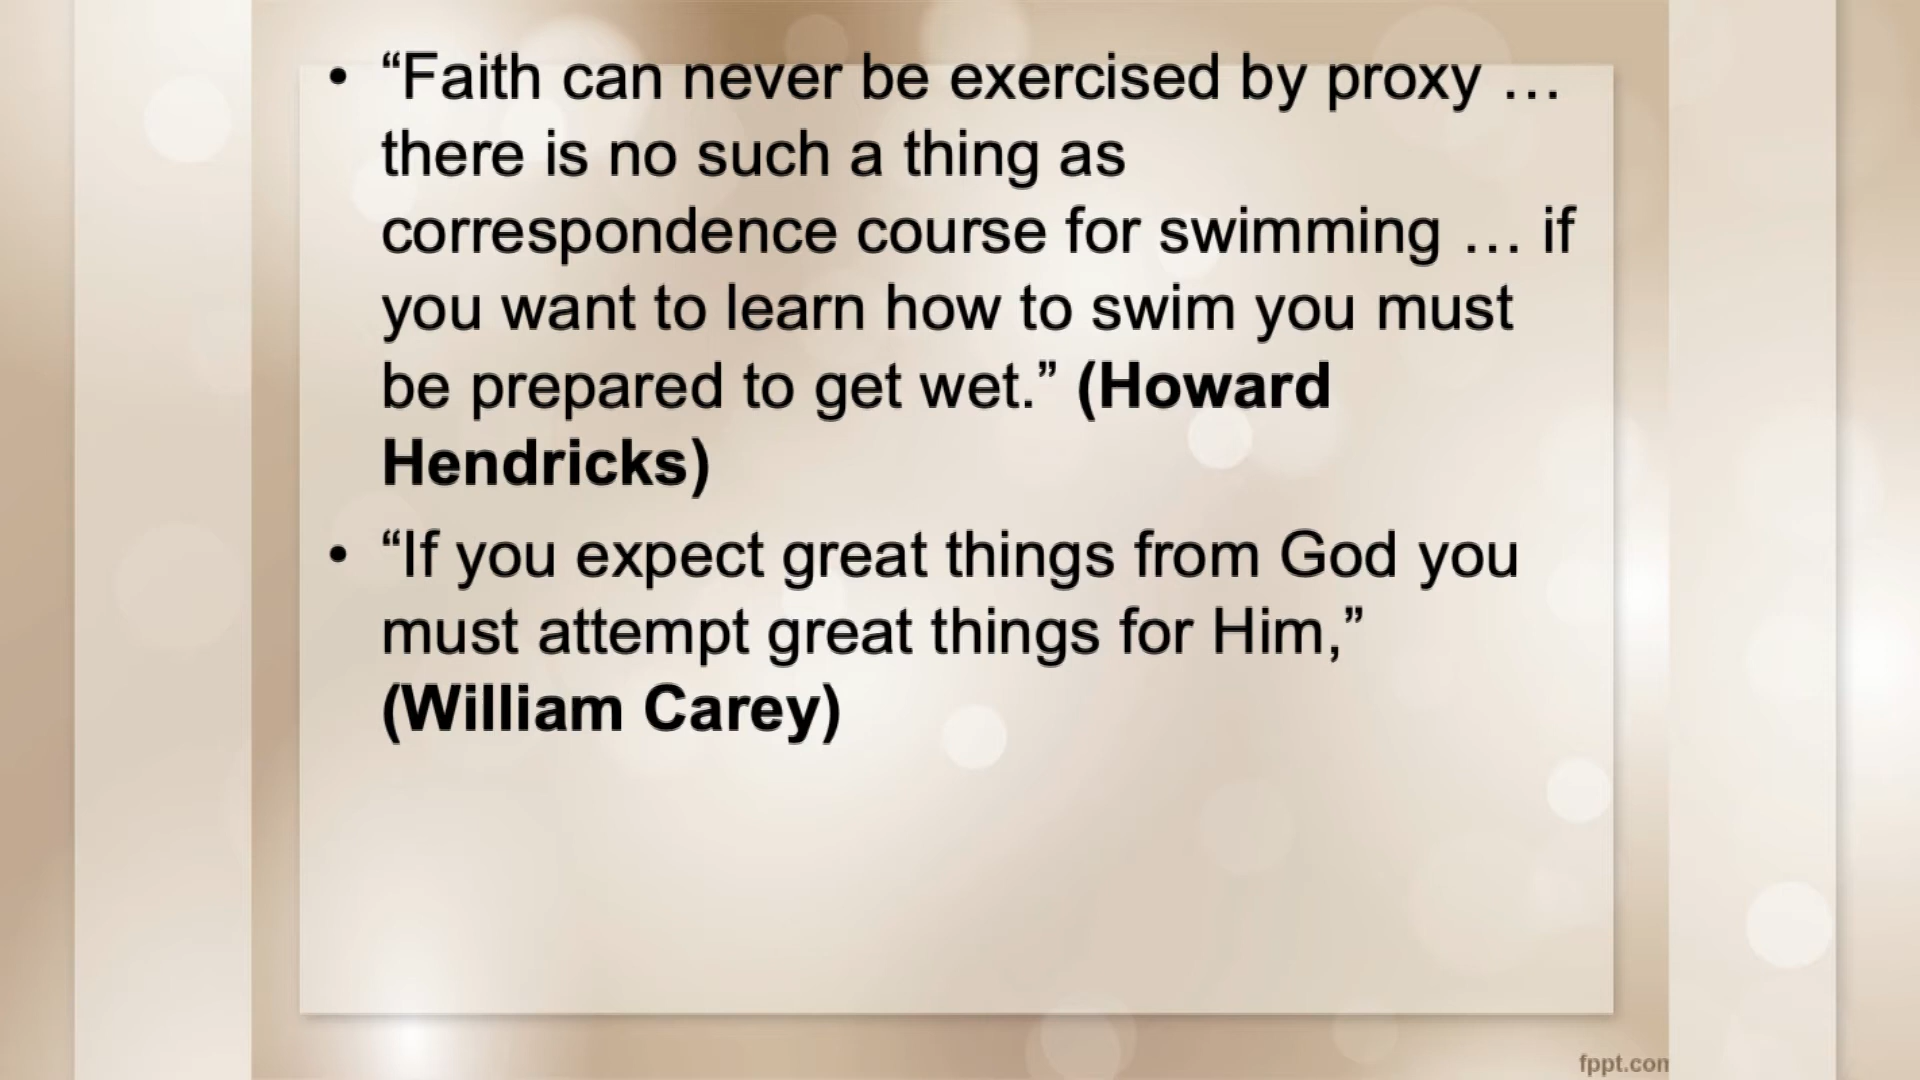 • “Faith can never be exercised by proxy …
there is no such a thing as
correspondence course for swimming … if
you want to learn how to swim you must
be prepared to get wet.” (Howard
Hendricks)
• “If you expect great things from God you
must attempt great things for Him,”
(William Carey)
fppt.com